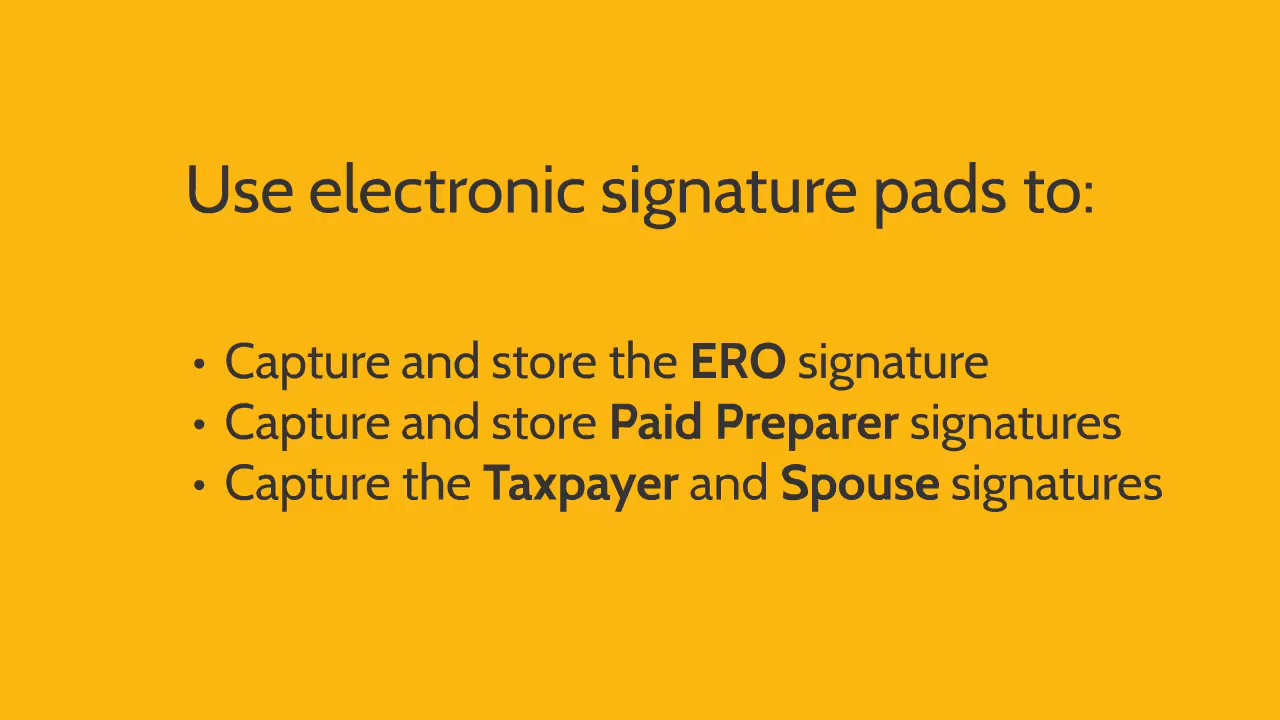 Use electronic signature pads to:
• Capture and store the ERO signature
• Capture and store Paid Preparer signatures
• Capture the Taxpayer and Spouse signatures